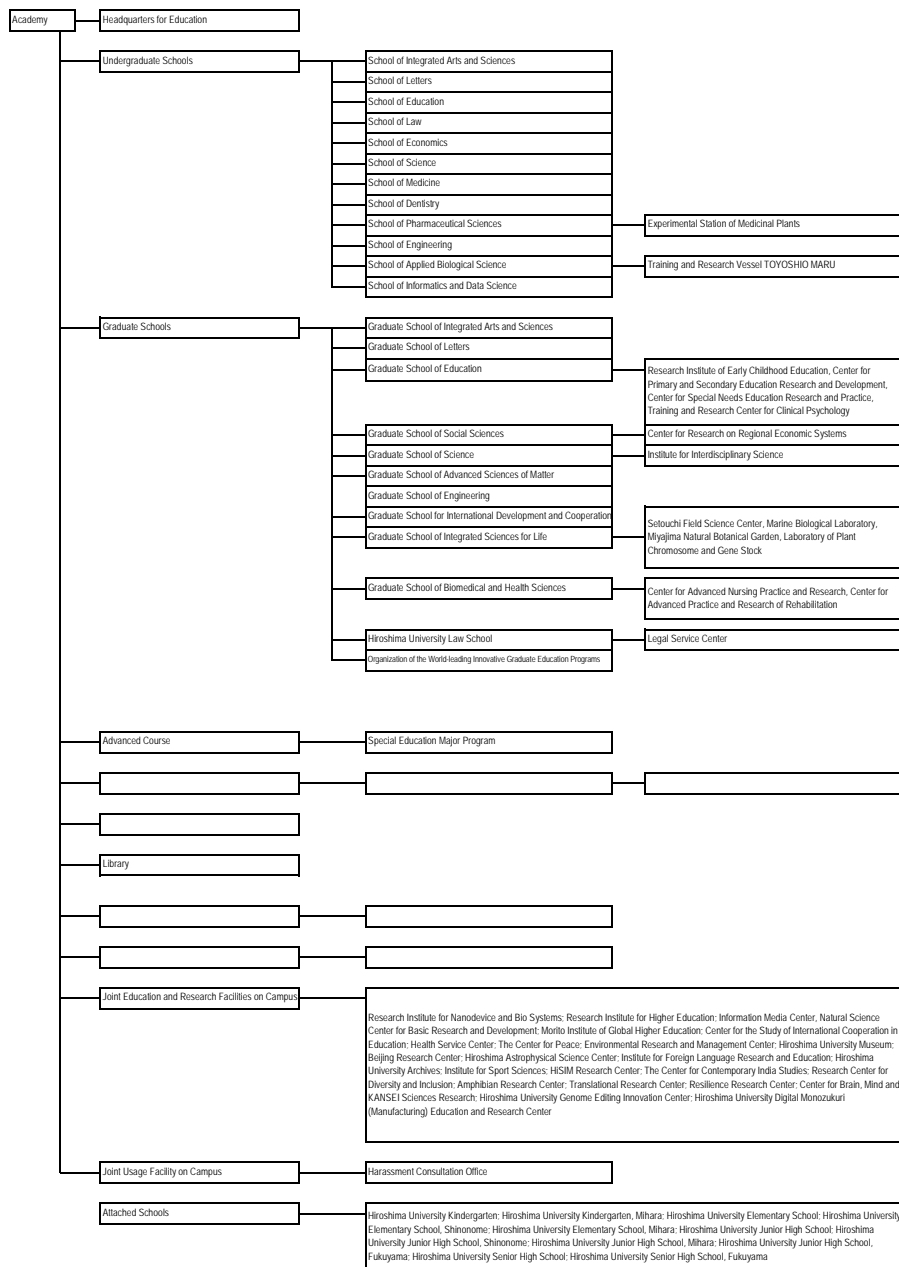 Academy
Headquarters for Education
Undergraduate Schools
School of Integrated Arts and Sciences
School of Letters
School of Education
School of Law
School of Economics
School of Science
School of Medicine
School of Dentistry
School of Pharmaceutical Sciences
Experimental Station of Medicinal Plants
School of Engineering
School of Applied Biological Science
Training and Research Vessel TOYOSHIO MARU
School of Informatics and Data Science
Graduate Schools
Graduate School of Integrated Arts and Sciences
Graduate School of Letters
Graduate School of Education
Research Institute of Early Childhood Education, Center for
Primary and Secondary Education Research and Development,
Center for Special Needs Education Research and Practice,
Training and Research Center for Clinical Psychology
Graduate School of Social Sciences
Center for Research on Regional Economic Systems
Graduate School of Science
Institute for Interdisciplinary Science
Graduate School of Advanced Sciences of Matter
Graduate School of Engineering
Graduate School for International Development and Cooperation
Graduate School of Integrated Sciences for Life
Setouchi Field Science Center, Marine Biological Laboratory,
Miyajima Natural Botanical Garden, Laboratory of Plant
Chromosome and Gene Stock
Graduate School of Biomedical and Health Sciences
Center for Advanced Nursing Practice and Research, Center for
Advanced Practice and Research of Rehabilitation
Hiroshima University Law School
Legal Service Center
Organization of the World-leading Innovative Graduate Education Programs
Advanced Course
Special Education Major Program
Library
Joint Education and Research Facilities on Campus
Research Institute for Nanodevice and Bio Systems; Research Institute for Higher Education; Information Media Center, Natural Science
Center for Basic Research and Development; Morito Institute of Global Higher Education; Center for the Study of International Cooperation in
Education; Health Service Center; The Center for Peace; Environmental Research and Management Center; Hiroshima University Museum;
Beijing Research Center; Hiroshima Astrophysical Science Center; Institute for Foreign Language Research and Education; Hiroshima
University Archives; Institute for Sport Sciences; HiSIM Research Center; The Center for Contemporary India Studies; Research Center for
Diversity and Inclusion; Amphibian Research Center; Translational Research Center; Resilience Research Center; Center for Brain, Mind and
KANSEI Sciences Research; Hiroshima University Genome Editing Innovation Center; Hiroshima University Digital Monozukuri
(Manufacturing) Education and Research Center
Joint Usage Facility on Campus
Harassment Consultation Office
Attached Schools
Hiroshima University Kindergarten; Hiroshima University Kindergarten, Mihara; Hiroshima University Elementary School; Hiroshima University
Elementary School, Shinonome; Hiroshima University Elementary School, Mihara; Hiroshima University Junior High School; Hiroshima
University Junior High School, Shinonome; Hiroshima University Junior High School, Mihara; Hiroshima University Junior High School,
Fukuyama; Hiroshima University Senior High School; Hiroshima University Senior High School, Fukuyama